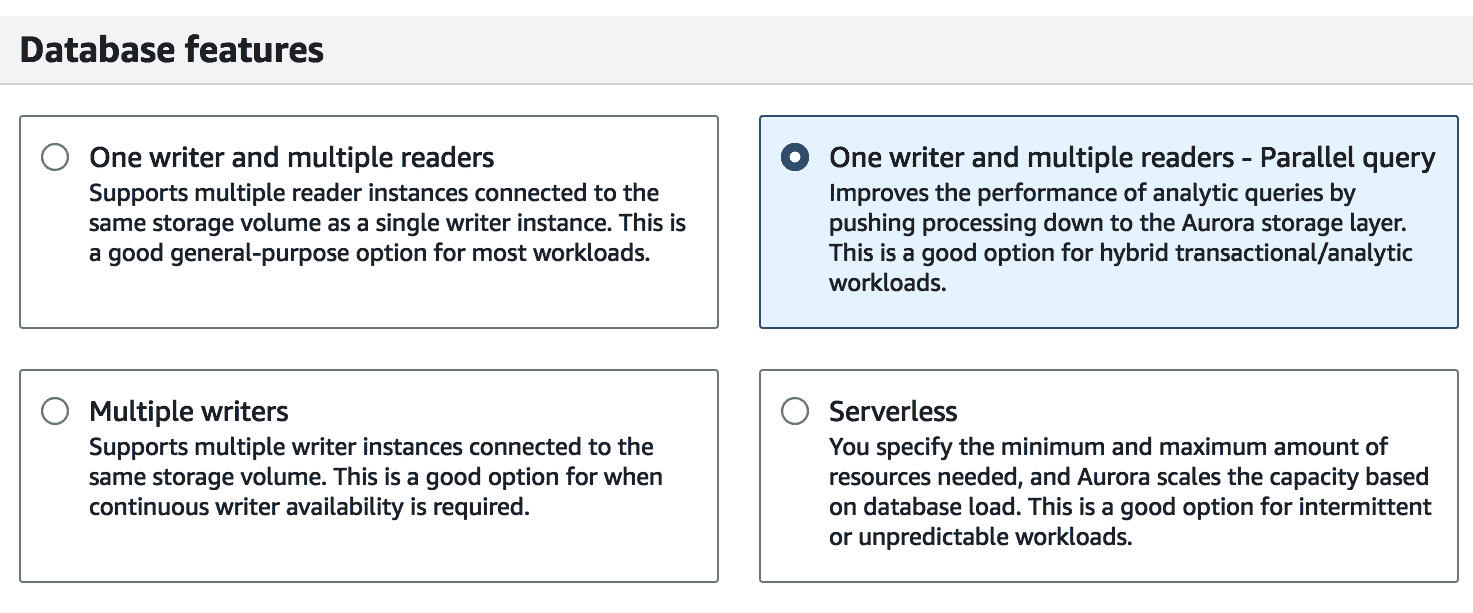 Database features
One writer and multiple readers
Supports multiple reader instances connected to the
same storage volume as a single writer instance. This is
a good general-purpose option for most workloads.
One writer and multiple readers - Parallel query
Improves the performance of analytic queries by
pushing processing down to the Aurora storage layer.
This is a good option for hybrid transactional/analytic
workloads.
Multiple writers
Supports multiple writer instances connected to the
same storage volume. This is a good option for when
continuous writer availability is required.
Serverless
You specify the minimum and maximum amount of
resources needed, and Aurora scales the capacity based
on database load. This is a good option for intermittent
or unpredictable workloads.